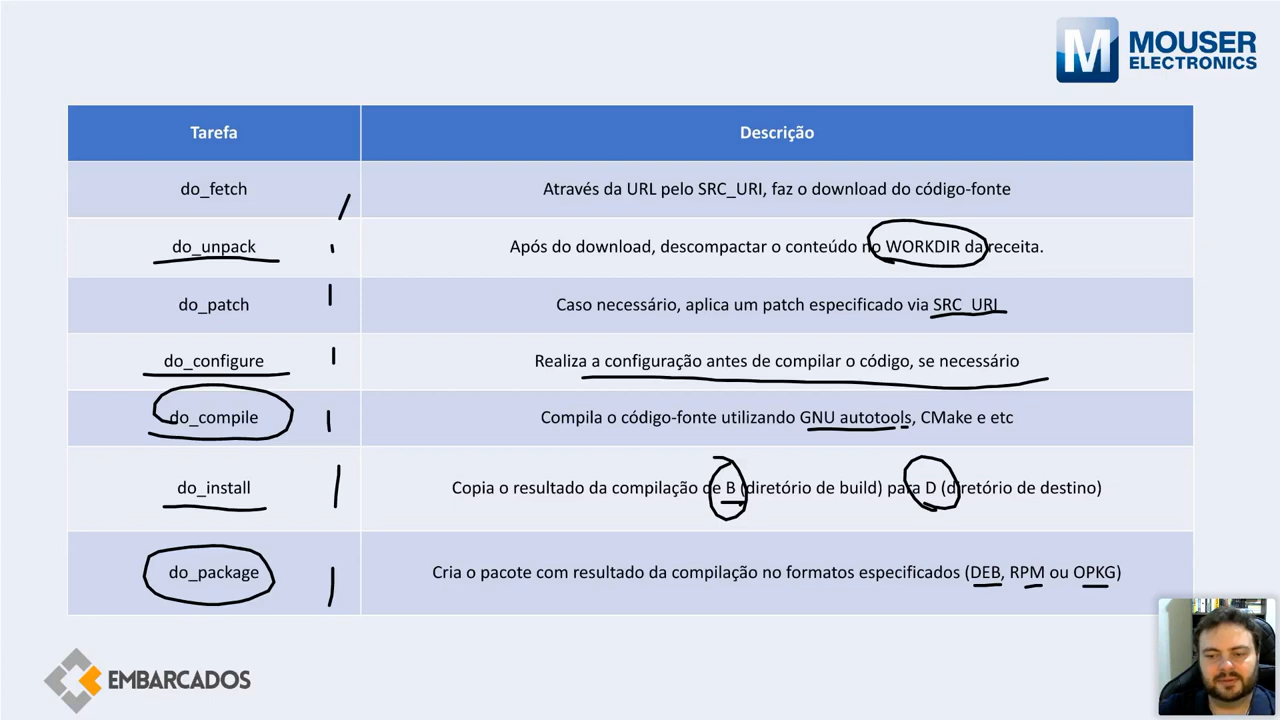 MOUSER
ELECTRONICS
Tarefa
Descrição
do_fetch
Através da URL pelo SRC_URI, faz o download do código-fonte
do_unpack
Após do download, descompactar o conteúdo no WORKDIR da receita.
do_patch
Caso necessário, aplica um patch especificado via SRC_URI
do_configure
Realiza a configuração antes de compilar o código, se necessário
do_compile
Compila o código-fonte utilizando GNU autotools, CMake e etc
do_install
Copia o resultado da compilação de B (diretório de build) para D (diretório de destino)
do_package
Cria o pacote com resultado da compilação no formatos especificados (DEB, RPM ou OPKG)
EMBARCADOS